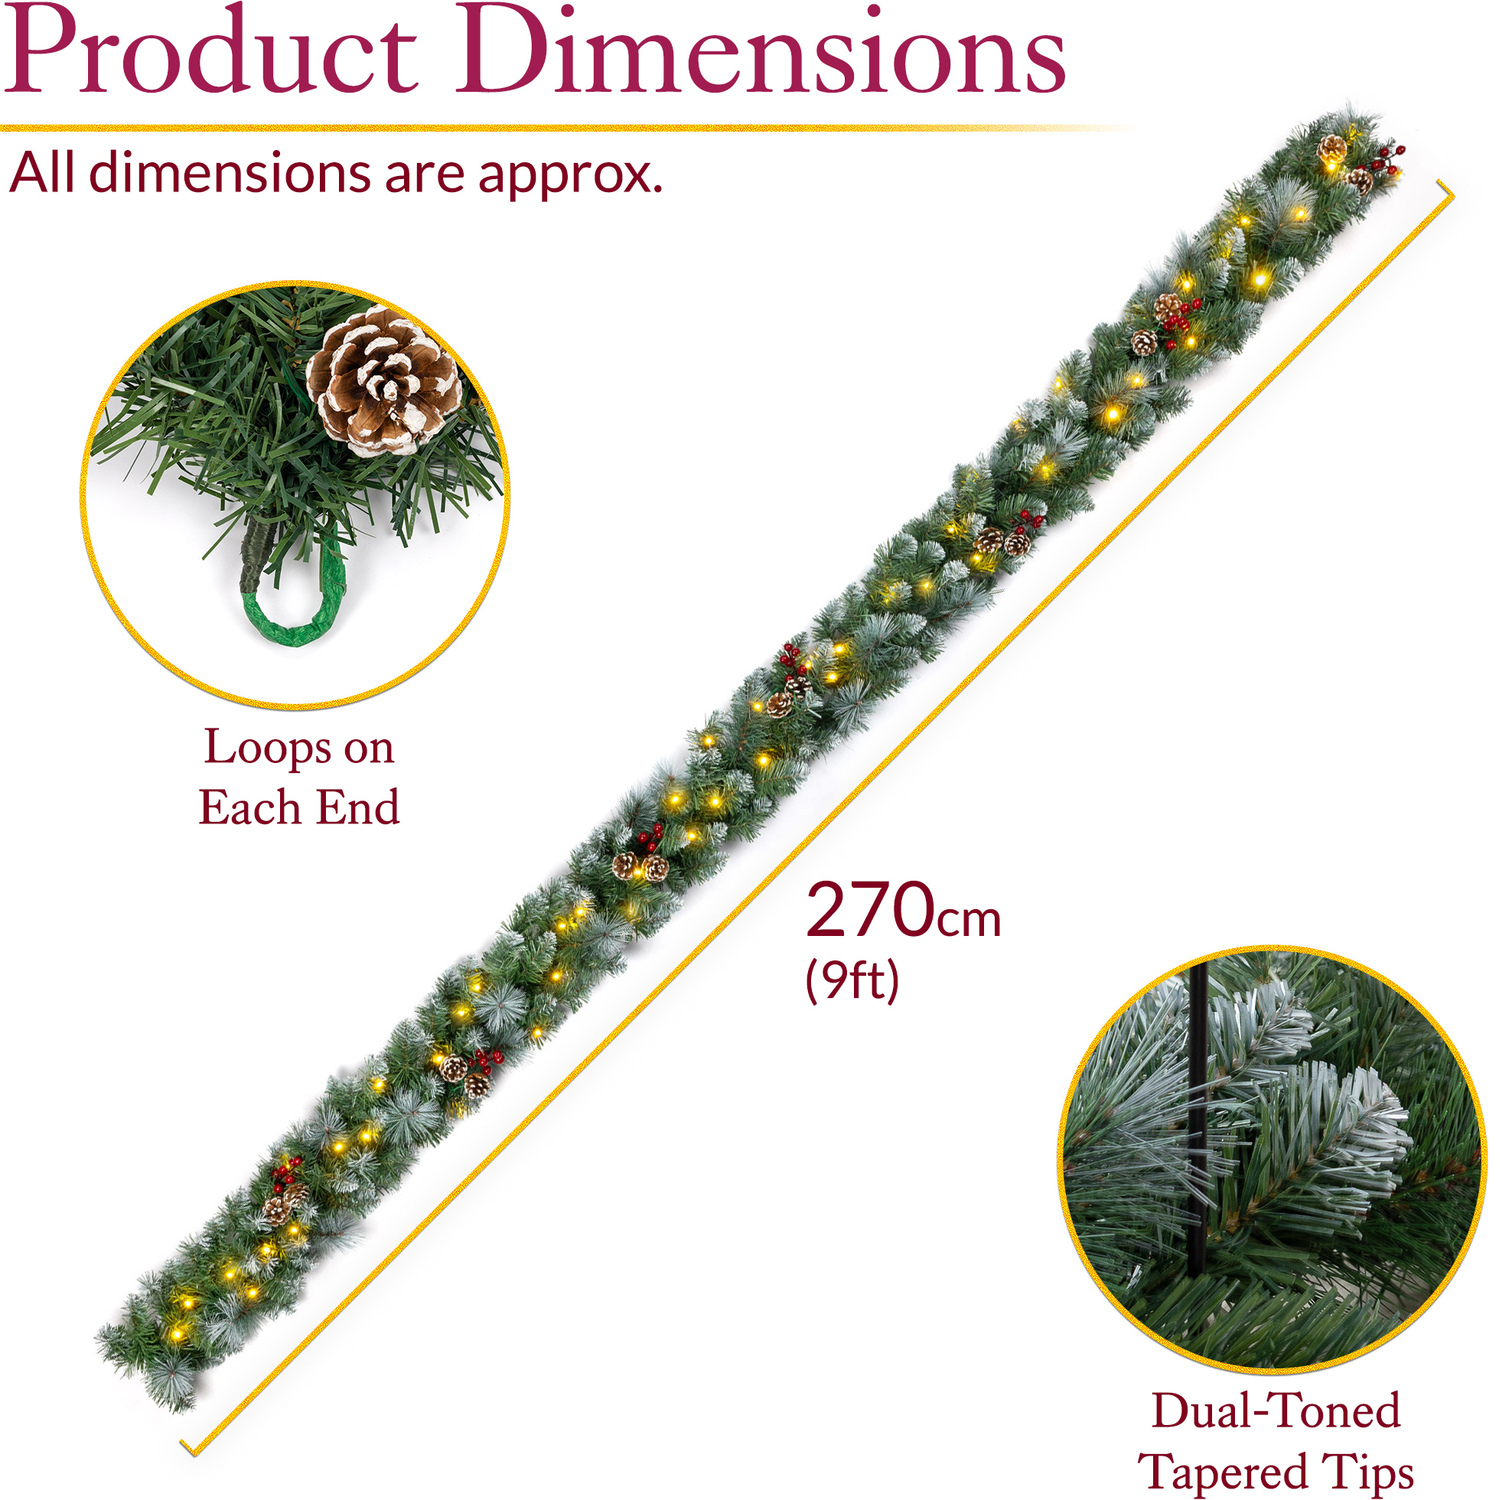 Product Dimensions
All dimensions are approx.
Loops on
Each End
270cm
(9ft)
Dual-Toned
Tapered Tips